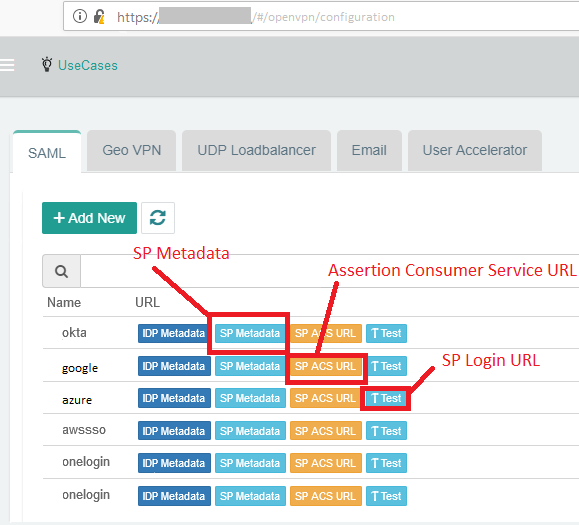 https:// /#/openvpn/configuration
UseCases
SAML Geo VPN UDP Loadbalancer Email User Accelerator
+ Add New
SP Metadata
Assertion Consumer Service URL
Name URL
okta IDP Metadata SP Metadata SP ACS URL T Test
google IDP Metadata SP Metadata SP ACS URL T Test
SP Login URL
azure IDP Metadata SP Metadata SP ACS URL T Test
awssso IDP Metadata SP Metadata SP ACS URL T Test
onelogin IDP Metadata SP Metadata SP ACS URL T Test
onelogin IDP Metadata SP Metadata SP ACS URL T Test